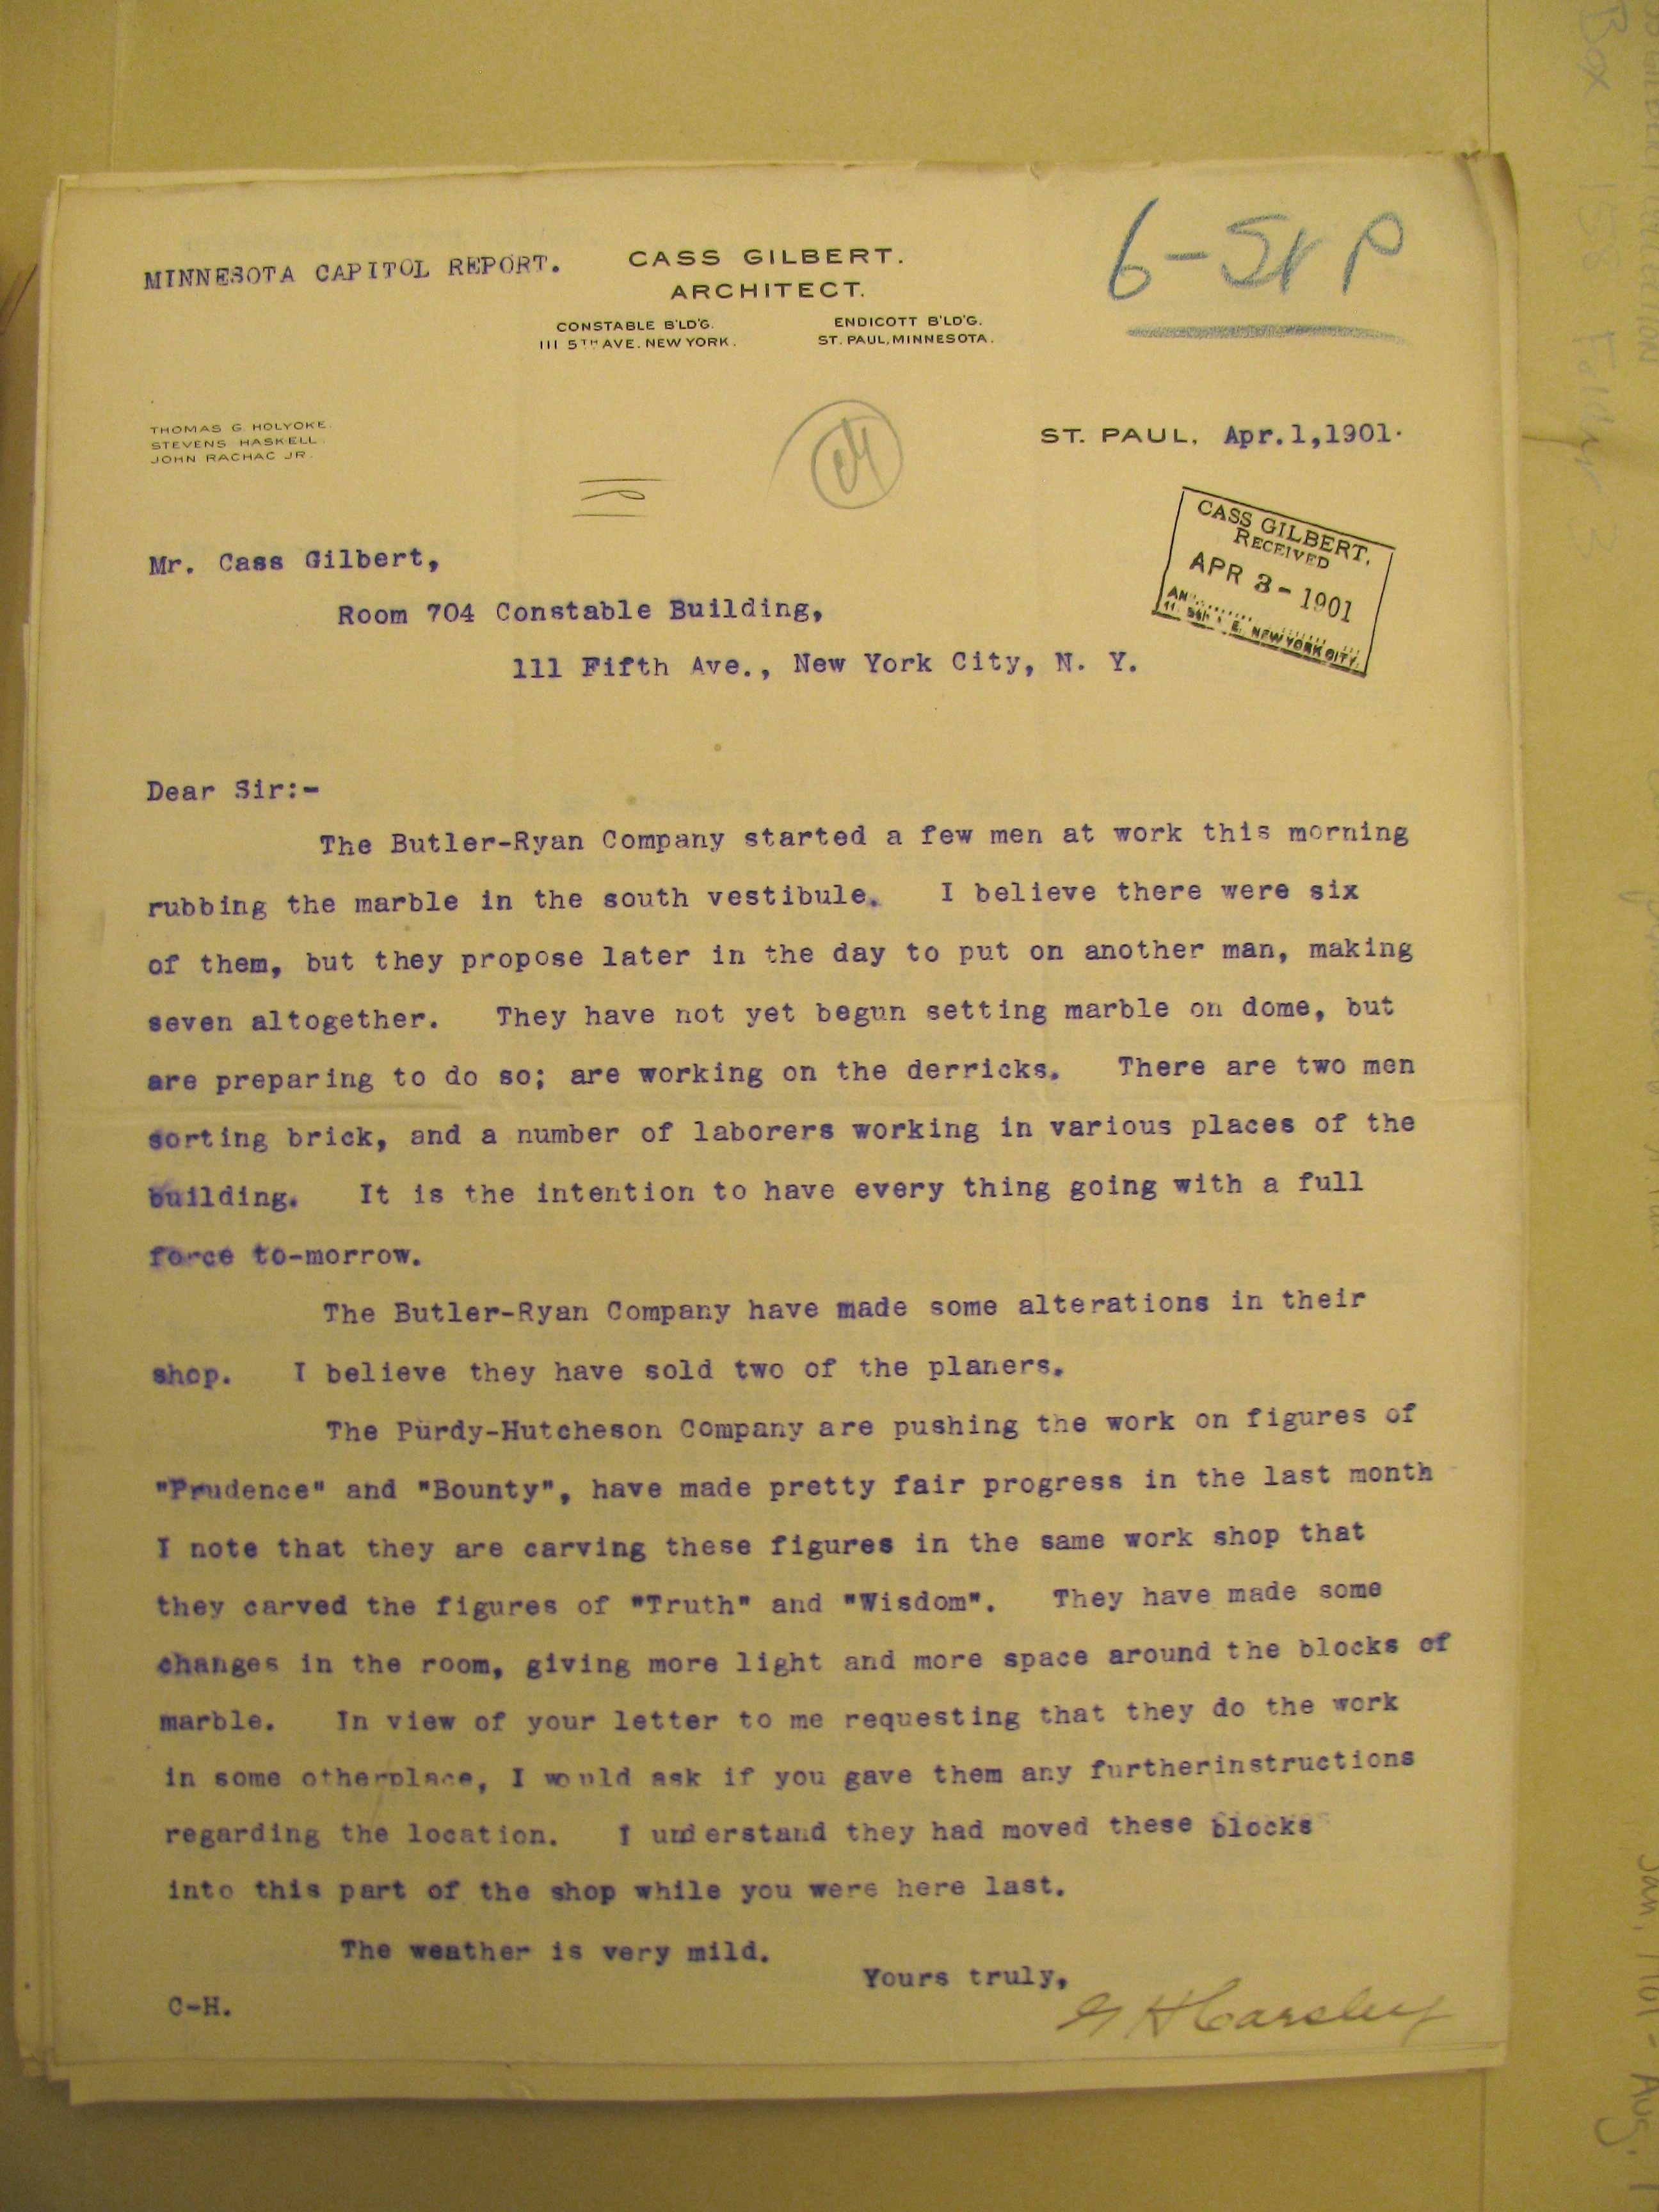 MINNESOTA CAPITOL REPORT.
CASS GILBERT.
ARCHITECT.
CONSTABLE B'LD'G.
111 5TH AVE. NEW YORK.
ENDICOTT B'LD'G.
ST. PAUL, MINNESOTA.
6-St P
THOMAS G. HOLYOKE.
STEVENS HASKELL.
JOHN RACHAC JR.
ST. PAUL, Apr.1,1901.
CASS GILBERT.
RECEIVED
APR 3 - 1901
NEW YORK CITY.
Mr. Cass Gilbert,
Room 704 Constable Building,
111 Fifth Ave., New York City, N. Y.
Dear Sir:-
The Butler-Ryan Company started a few men at work this morning
rubbing the marble in the south vestibule. I believe there were six
of them, but they propose later in the day to put on another man, making
seven altogether. They have not yet begun setting marble on dome, but
are preparing to do so; are working on the derricks. There are two men
sorting brick, and a number of laborers working in various places of the
building. It is the intention to have every thing going with a full
force to-morrow.
The Butler-Ryan Company have made some alterations in their
shop. I believe they have sold two of the planers.
The Purdy-Hutcheson Company are pushing the work on figures of
"Prudence" and "Bounty", have made pretty fair progress in the last month
I note that they are carving these figures in the same work shop that
they carved the figures of "Truth" and "Wisdom". They have made some
changes in the room, giving more light and more space around the blocks of
marble. In view of your letter to me requesting that they do the work
in some otherplace, I would ask if you gave them any furtherinstructions
regarding the location. I understand they had moved these blocks
into this part of the shop while you were here last.
The weather is very mild.
Yours truly,
C-H.
G H Carsley
Box
Folder 3